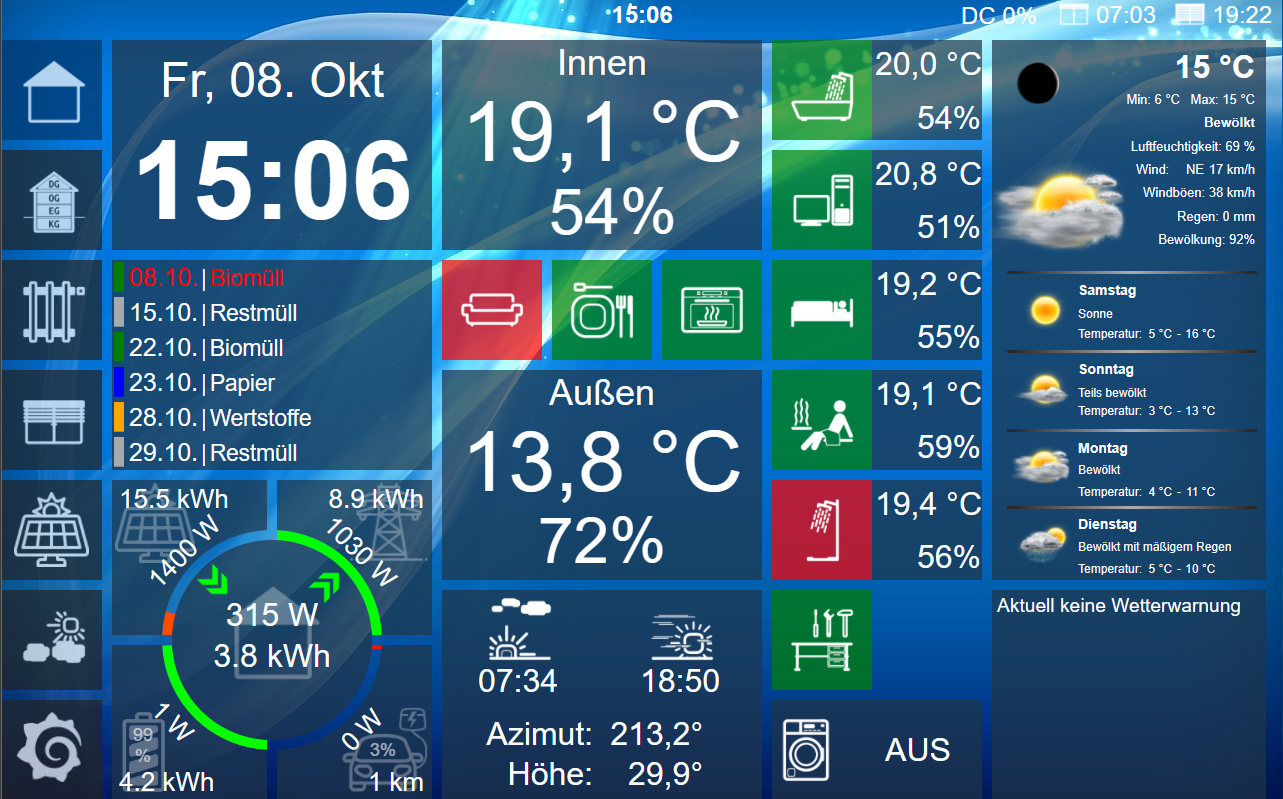 15:06
DC 0% 07:03 19:22
DG
OG
EG
KG
Fr, 08. Okt
15:06
08.10. | Biomüll
15.10. | Restmüll
22.10. | Biomüll
23.10. | Papier
28.10. | Wertstoffe
29.10. | Restmüll
15.5 kWh
8.9 kWh
1400 W
1030 W
315 W
3.8 kWh
1 W
0 W
99
%
3%
4.2 kWh
1 km
Innen
19,1 °C
54%
Außen
13,8 °C
72%
07:34 18:50
Azimut: 213,2°
Höhe: 29,9°
20,0 °C
54%
20,8 °C
51%
19,2 °C
55%
19,1 °C
59%
19,4 °C
56%
AUS
15 °C
Min: 6 °C Max: 15 °C
Bewölkt
Luftfeuchtigkeit: 69 %
Wind: NE 17 km/h
Windböen: 38 km/h
Regen: 0 mm
Bewölkung: 92%
Samstag
Sonne
Temperatur: 5 °C - 16 °C
Sonntag
Teils bewölkt
Temperatur: 3 °C - 13 °C
Montag
Bewölkt
Temperatur: 4 °C - 11 °C
Dienstag
Bewölkt mit mäßigem Regen
Temperatur: 5 °C - 10 °C
Aktuell keine Wetterwarnung